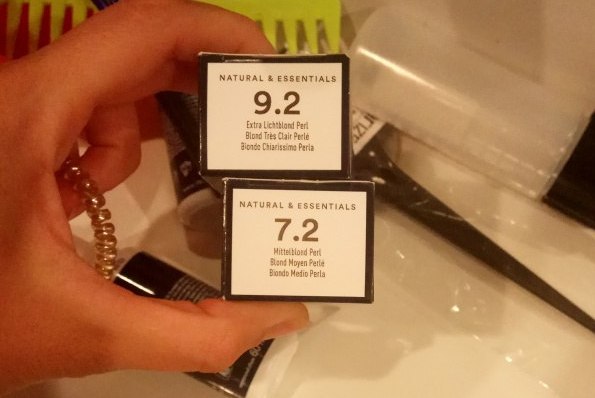 NATURAL & ESSENTIALS
9.2
Extra Lichtblond Perl
Blond Très Clair Perlé
Biondo Chiarissimo Perla
NATURAL & ESSENTIALS
7.2
Mittelblond Perl
Blond Moyen Perlé
Biondo Medio Perla